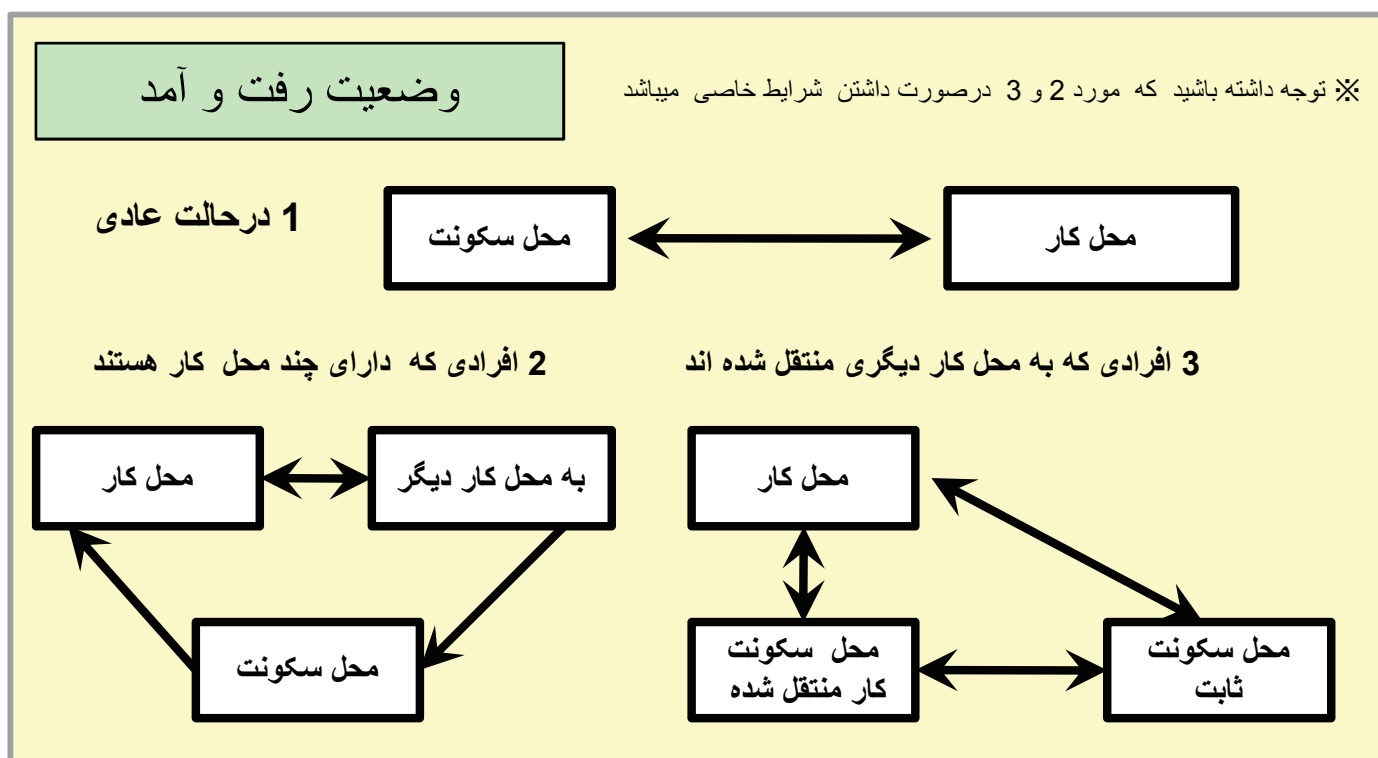 وضعیت رفت و آمد
※ توجه داشته باشید که مورد 2 و 3 درصورت داشتن شرایط خاصی میباشد
1 درحالت عادی
محل سکونت
محل کار
2 افرادی که دارای چند محل کار هستند
محل کار
به محل کار دیگر
محل سکونت
3 افرادی که به محل کار دیگری منتقل شده اند
محل کار
محل سکونت
کار منتقل شده
محل سکونت
ثابت